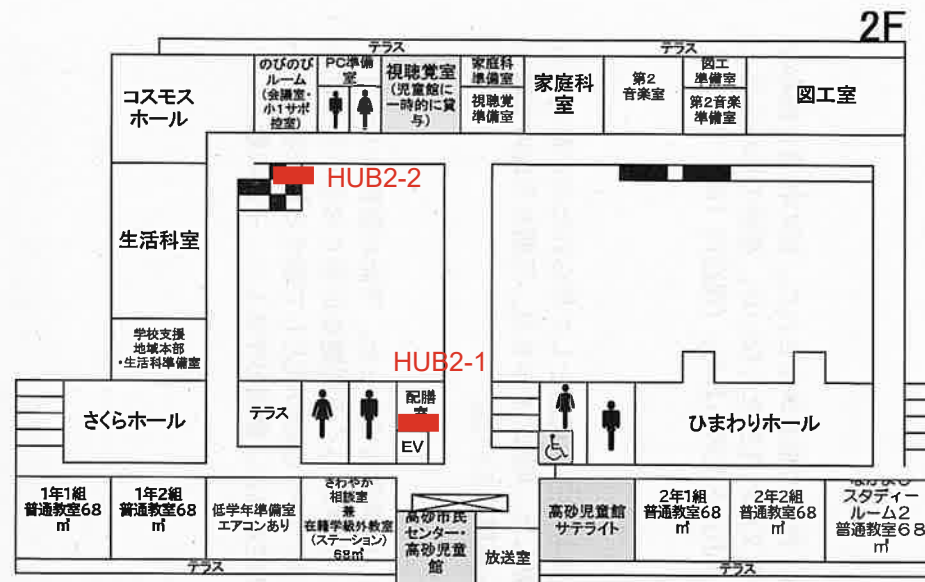 2F
テラス
テラス
コスモス
ホール
のびのび
ルーム
(会議室・
小1サポ
控室)
PC準備
室
視聴覚室
(児童館に
一時的に貸
与)
家庭科
準備室
視聴覚
準備室
家庭科
室
第2
音楽室
図工
準備室
第2音楽
準備室
図工室
HUB2-2
生活科室
学校支援
地域本部
・生活科準備室
HUB2-1
さくらホール
テラス
配膳
EV
ひまわりホール
1年1組
普通教室68
㎡
1年2組
普通教室68
㎡
低学年準備室
エアコンあり
さわやか
相談室
兼
在籍学級外教室
(ステーション)
68㎡
高砂市民
センター・
高砂児童
館
放送室
高砂児童館
サテライト
2年1組
普通教室68
㎡
2年2組
普通教室68
㎡
スタディー
ルーム2
普通教室68
㎡
テラス
テラス